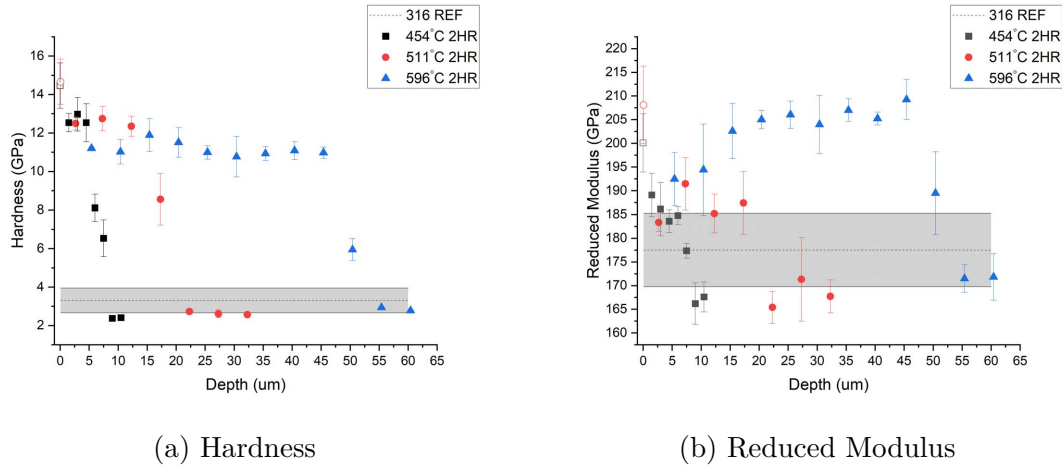 316 REF
454°C 2HR
511°C 2HR
596°C 2HR
16
14
12
10
8
6
4
2
Hardness (GPa)
0 5 10 15 20 25 30 35 40 45 50 55 60 65
Depth (um)
(a) Hardness
316 REF
454°C 2HR
511°C 2HR
596°C 2HR
225
220
215
210
205
200
195
190
185
180
175
170
165
160
Reduced Modulus (GPa)
0 5 10 15 20 25 30 35 40 45 50 55 60 65
Depth (um)
(b) Reduced Modulus